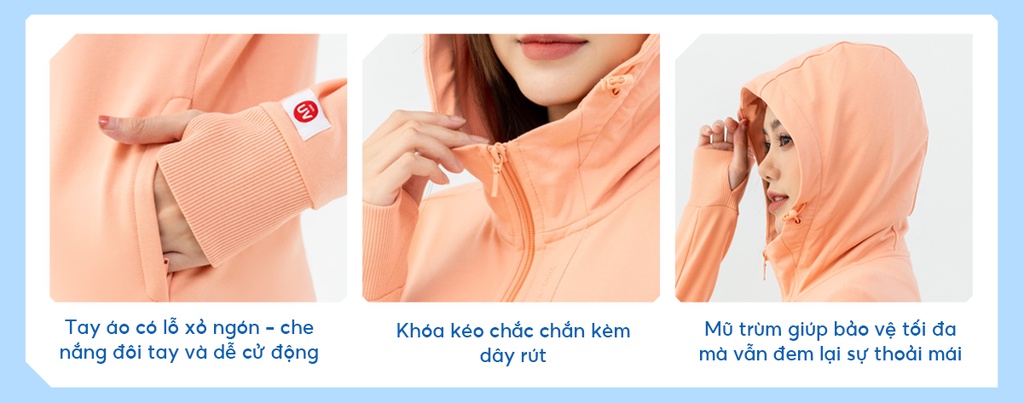 UV
Tay áo có lỗ xỏ ngón - che
nắng đôi tay và dễ cử động
Khóa kéo chắc chắn kèm
dây rút
Mũ trùm giúp bảo vệ tối đa
mà vẫn đem lại sự thoải mái